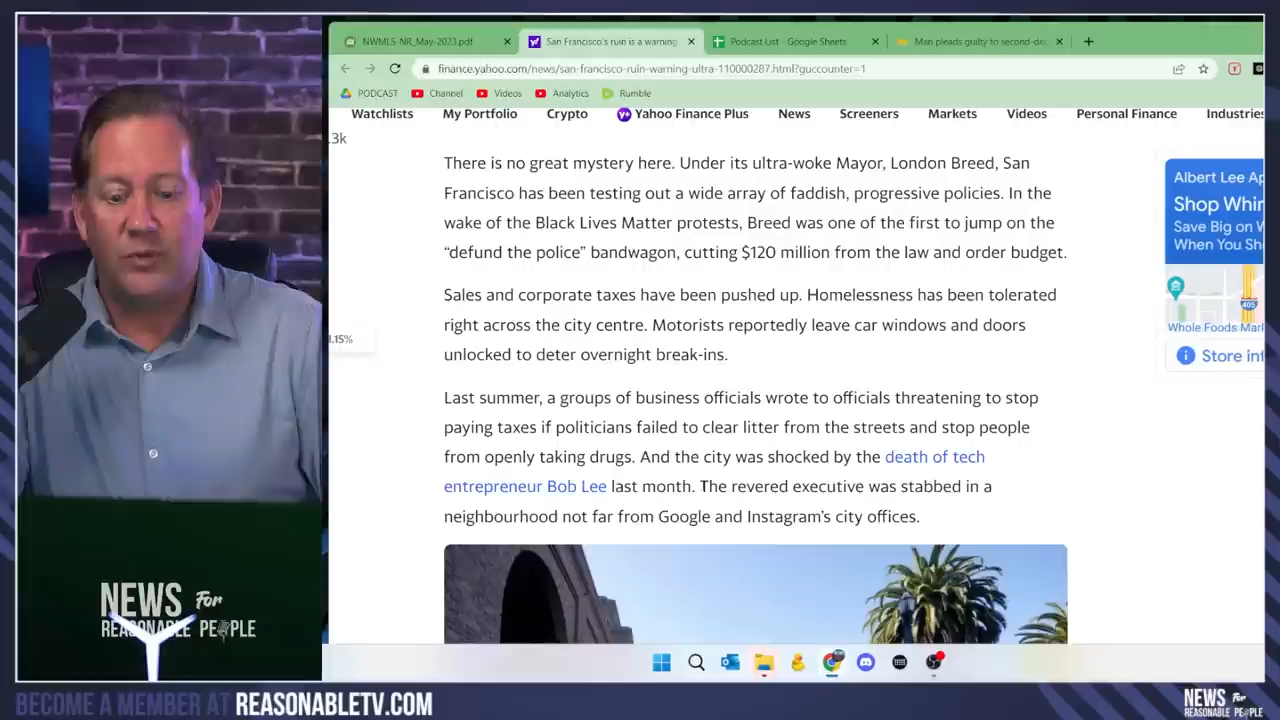 NWMLS-NR_May-2023.pdf
San Francisco's ruin is a warning
Podcast List - Google Sheets
Man pleads guilty to second-de
finance.yahoo.com/news/san-francisco-ruin-warning-ultra-110000287.html?guccounter=1
PODCAST Channel Videos Analytics Rumble
Watchlists My Portfolio Crypto Yahoo Finance Plus News Screeners Markets Videos Personal Finance Industries
.3k
There is no great mystery here. Under its ultra-woke Mayor, London Breed, San
Francisco has been testing out a wide array of faddish, progressive policies. In the
wake of the Black Lives Matter protests, Breed was one of the first to jump on the
“defund the police” bandwagon, cutting $120 million from the law and order budget.
Sales and corporate taxes have been pushed up. Homelessness has been tolerated
right across the city centre. Motorists reportedly leave car windows and doors
unlocked to deter overnight break-ins.
.15%
Last summer, a groups of business officials wrote to officials threatening to stop
paying taxes if politicians failed to clear litter from the streets and stop people
from openly taking drugs. And the city was shocked by the death of tech
entrepreneur Bob Lee last month. The revered executive was stabbed in a
neighbourhood not far from Google and Instagram’s city offices.
Albert Lee Ap
Shop Whir
Save Big on W
When You Sh
405
Whole Foods Mar
Store in
NEWS For
REASONABLE PEOPLE
BECOME A MEMBER AT REASONABLETV.COM
NEWS For
REASONABLE PEOPLE